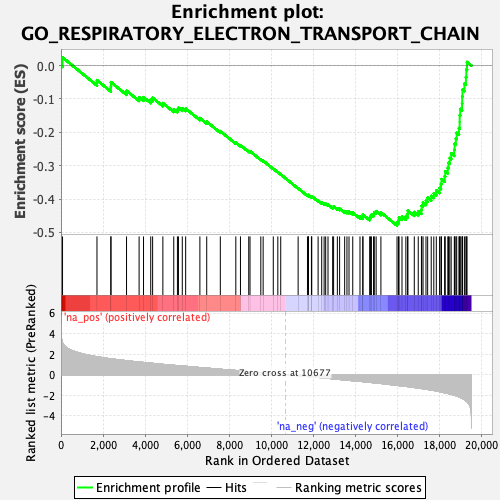 Enrichment plot:
GO_RESPIRATORY_ELECTRON_TRANSPORT_CHAIN
Enrichment score (ES)
0.0
-0.1
-0.2
-0.3
-0.4
-0.5
Ranked list metric (PreRanked)
6
4
2
0
-2
-4
'na_pos' (positively correlated)
Zero cross at 10677
'na_neg' (negatively correlated)
0
2,000
4,000
6,000
8,000
10,000
12,000
14,000
16,000
18,000
20,000
Rank in Ordered Dataset
Enrichment profile
Hits
Ranking metric scores